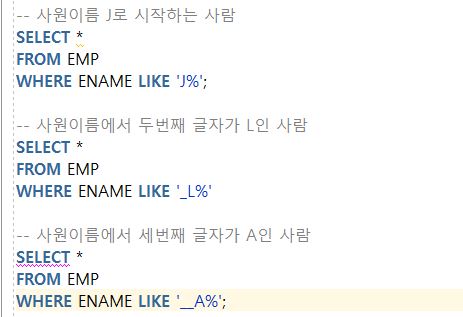 -- 사원이름 J로 시작하는 사람
SELECT *
FROM EMP
WHERE ENAME LIKE 'J%';
-- 사원이름에서 두번째 글자가 L인 사람
SELECT *
FROM EMP
WHERE ENAME LIKE '_L%'
-- 사원이름에서 세번째 글자가 A인 사람
SELECT *
FROM EMP
WHERE ENAME LIKE '__A%';